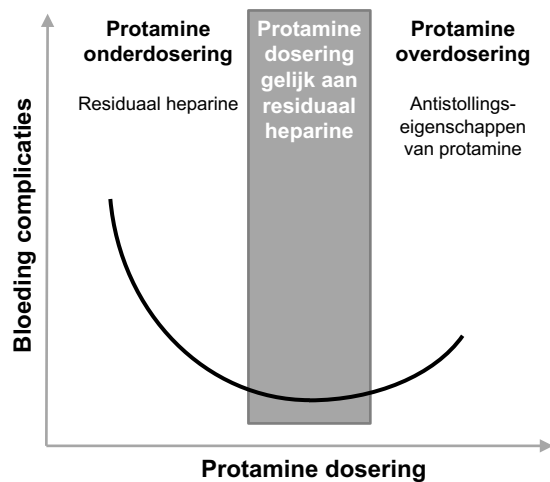 Protamine
onderdosering
Residuaal heparine
Protamine
dosering
gelijk aan
residuaal
heparine
Protamine
overdosering
Antistollings-
eigenschappen
van protamine
Bloeding complicaties
Protamine dosering